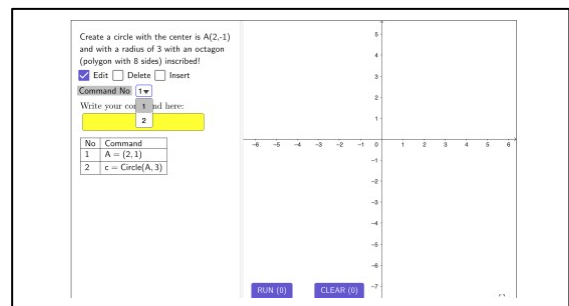 Create a circle with the center is A(2,-1)
and with a radius of 3 with an octagon
(polygon with 8 sides) inscribed!
Edit Delete Insert
Command No 1▾
Write your com 1 nd here:
2
No Command
1 A = (2, 1)
2 c = Circle(A, 3)
5
4
3
2
1
-6 -5 -4 -3 -2 -1 0 1 2 3 4 5 6
-1
-2
-3
-4
-5
-6
-7
RUN (0) CLEAR (0)